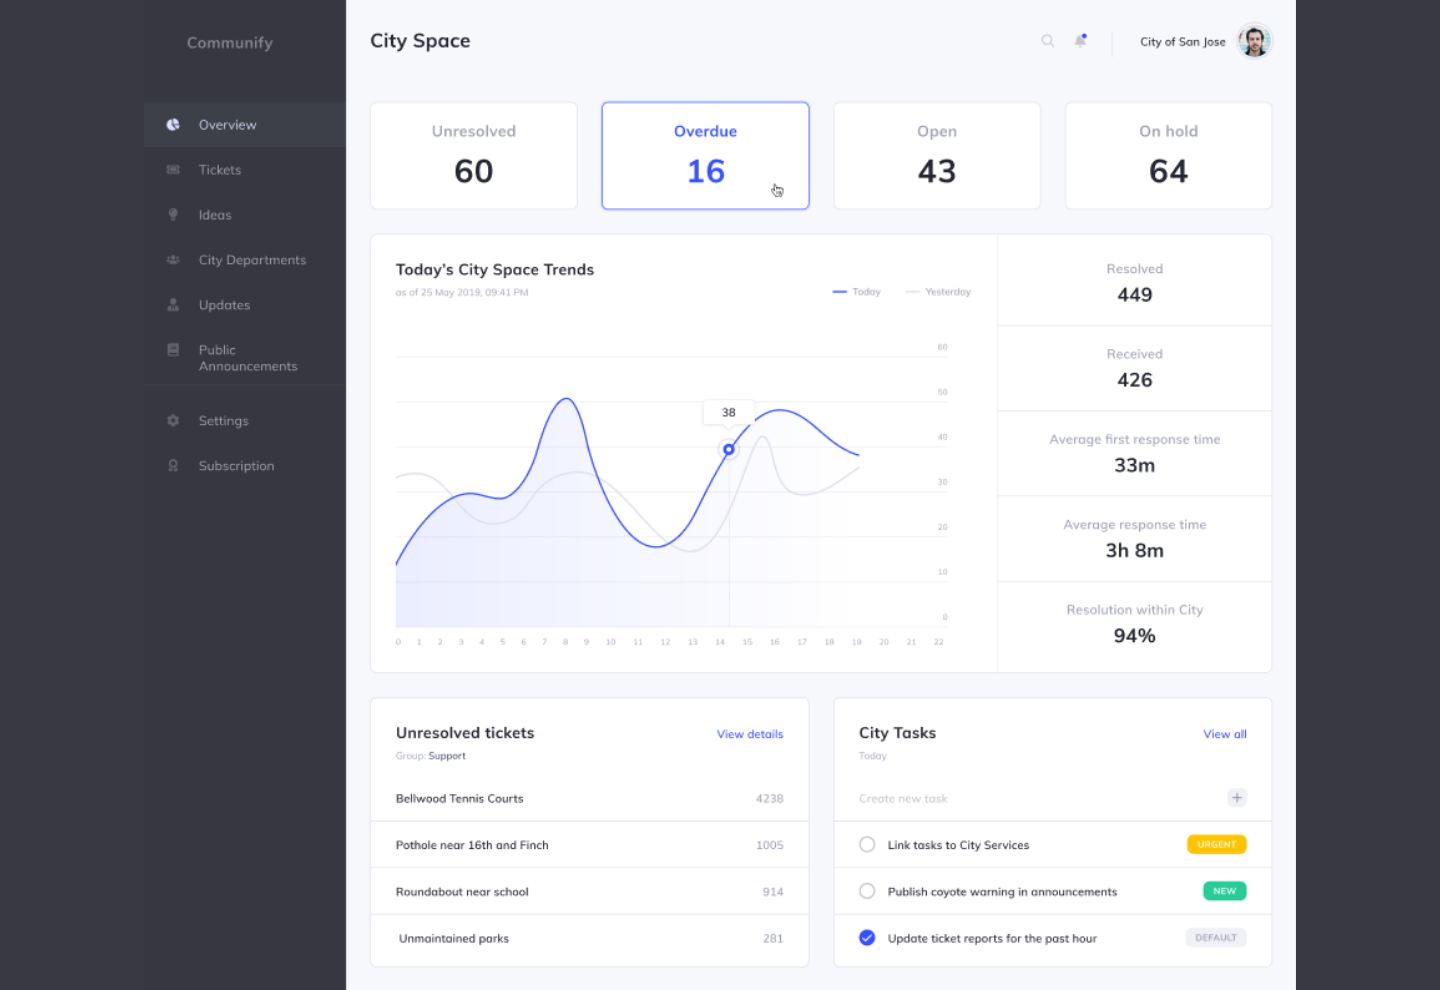 Communify
Overview
Tickets
Ideas
City Departments
Updates
Public
Announcements
Settings
Subscription
City Space
City of San Jose
Unresolved
60
Overdue
16
Open
43
On hold
64
Today's City Space Trends
as of 25 May 2019, 09:41 PM
Today
Yesterday
60
50
40
30
20
10
0
38
0 1 2 3 4 5 6 7 8 9 10 11 12 13 14 15 16 17 18 19 20 21 22
Resolved
449
Received
426
Average first response time
33m
Average response time
3h 8m
Resolution within City
94%
Unresolved tickets
View details
Group: Support
Bellwood Tennis Courts 4238
Pothole near 16th and Finch 1005
Roundabout near school 914
Unmaintained parks 281
City Tasks
View all
Today
Create new task
Link tasks to City Services URGENT
Publish coyote warning in announcements NEW
Update ticket reports for the past hour DEFAULT